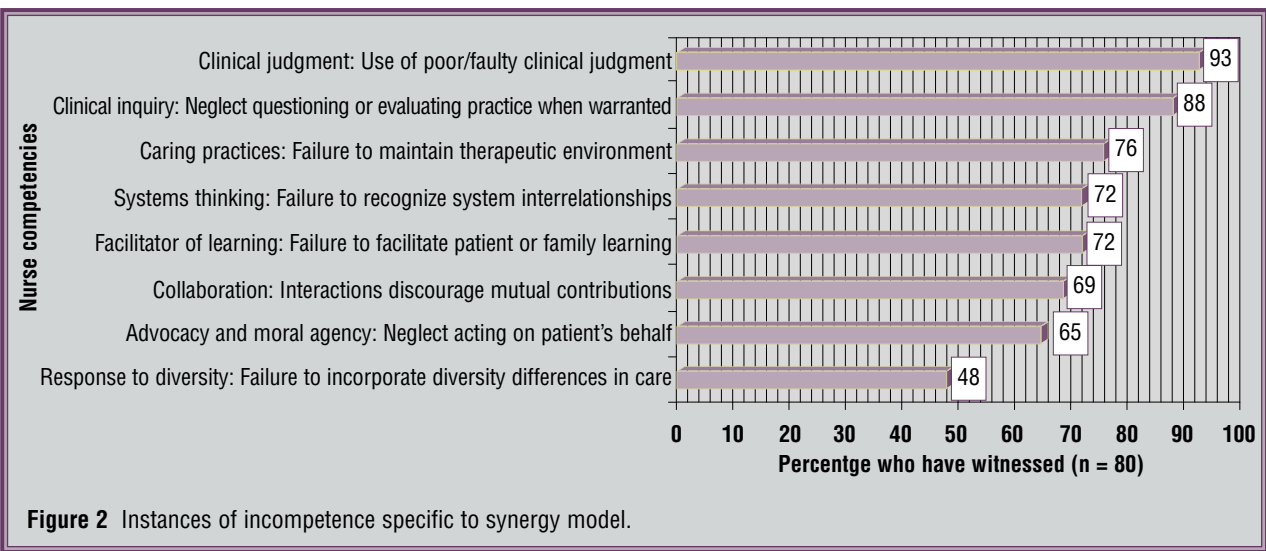 Nurse competencies
Clinical judgment: Use of poor/faulty clinical judgment 93
Clinical inquiry: Neglect questioning or evaluating practice when warranted 88
Caring practices: Failure to maintain therapeutic environment 76
Systems thinking: Failure to recognize system interrelationships 72
Facilitator of learning: Failure to facilitate patient or family learning 72
Collaboration: Interactions discourage mutual contributions 69
Advocacy and moral agency: Neglect acting on patient’s behalf 65
Response to diversity: Failure to incorporate diversity differences in care 48
0 10 20 30 40 50 60 70 80 90 100
Percentge who have witnessed (n = 80)
Figure 2 Instances of incompetence specific to synergy model.